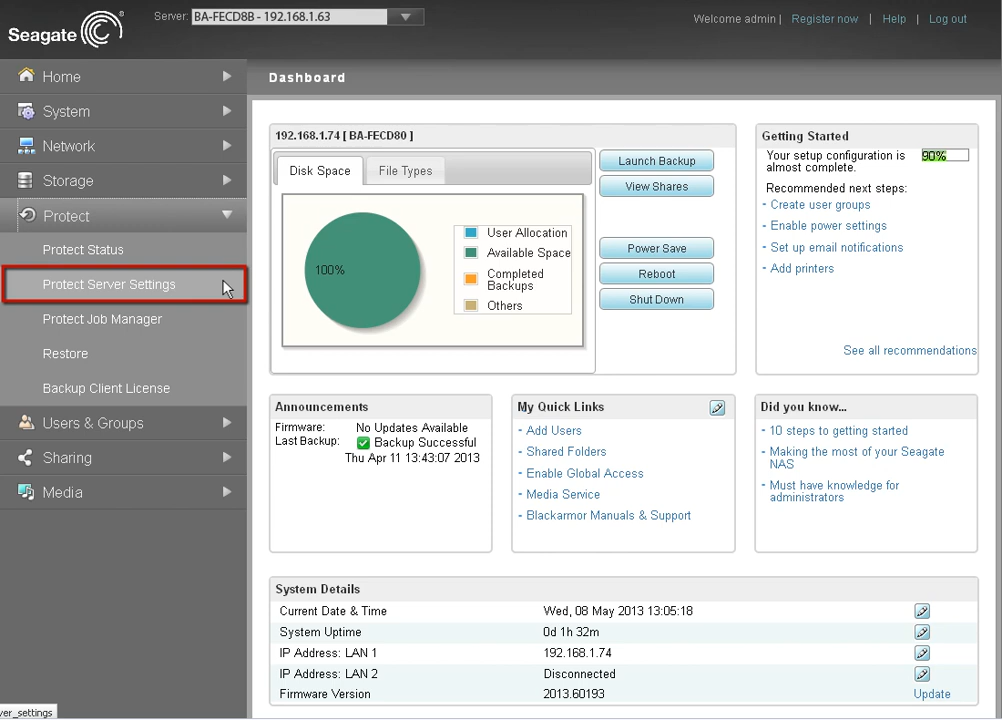 Seagate
Server: BA-FECD8B - 192.168.1.63
Welcome admin | Register now | Help | Log out
Home
System
Network
Storage
Protect
Protect Status
Protect Server Settings
Protect Job Manager
Restore
Backup Client License
Users & Groups
Sharing
Media
Dashboard
192.168.1.74 [ BA-FECD80 ]
Disk Space
File Types
100%
User Allocation
Available Space
Completed
Backups
Others
Launch Backup
View Shares
Power Save
Reboot
Shut Down
Getting Started
Your setup configuration is
almost complete.
90%
Recommended next steps:
- Create user groups
- Enable power settings
- Set up email notifications
- Add printers
See all recommendations
Announcements
Firmware: No Updates Available
Last Backup: Backup Successful
Thu Apr 11 13:43:07 2013
My Quick Links
- Add Users
- Shared Folders
- Enable Global Access
- Media Service
- Blackarmor Manuals & Support
Did you know...
- 10 steps to getting started
- Making the most of your Seagate
NAS
- Must have knowledge for
administrators
System Details
Current Date & Time Wed, 08 May 2013 13:05:18
System Uptime 0d 1h 32m
IP Address: LAN 1 192.168.1.74
IP Address: LAN 2 Disconnected
Firmware Version 2013.60193 Update
ver_settings